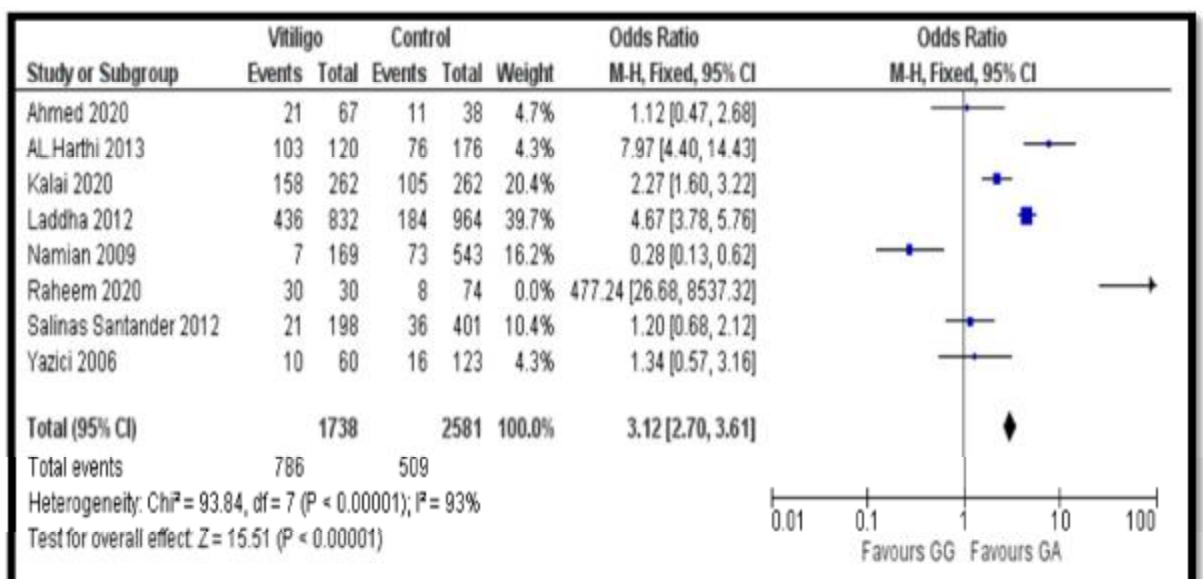 Vitiligo Control Odds Ratio Odds Ratio
Study or Subgroup Events Total Events Total Weight M-H, Fixed, 95% CI M-H, Fixed, 95% CI
Ahmed 2020 21 67 11 38 4.7% 1.12 [0.47, 2.68]
AL.Harthi 2013 103 120 76 176 4.3% 7.97 [4.40, 14.43]
Kalai 2020 158 262 105 262 20.4% 2.27 [1.60, 3.22]
Laddha 2012 436 832 184 964 39.7% 4.67 [3.78, 5.76]
Namian 2009 7 169 73 543 16.2% 0.28 [0.13, 0.62]
Raheem 2020 30 30 8 74 0.0% 477.24 [26.68, 8537.32]
Salinas Santander 2012 21 198 36 401 10.4% 1.20 [0.68, 2.12]
Yazici 2006 10 60 16 123 4.3% 1.34 [0.57, 3.16]
Total (95% CI) 1738 2581 100.0% 3.12 [2.70, 3.61]
Total events 786 509
Heterogeneity: Chi² = 93.84, df = 7 (P < 0.00001); I² = 93%
Test for overall effect: Z = 15.51 (P < 0.00001)
0.01 0.1 1 10 100
Favours GG Favours GA